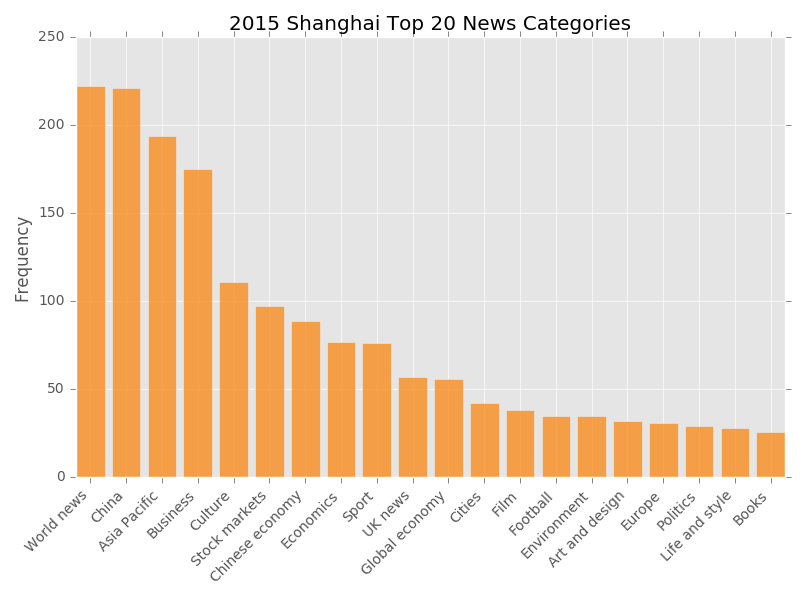 2015 Shanghai Top 20 News Categories
250
200
150
100
50
0
Frequency
World news
China
Asia Pacific
Business
Culture
Stock markets
Chinese economy
Economics
Sport
UK news
Global economy
Cities
Film
Football
Environment
Art and design
Europe
Politics
Life and style
Books